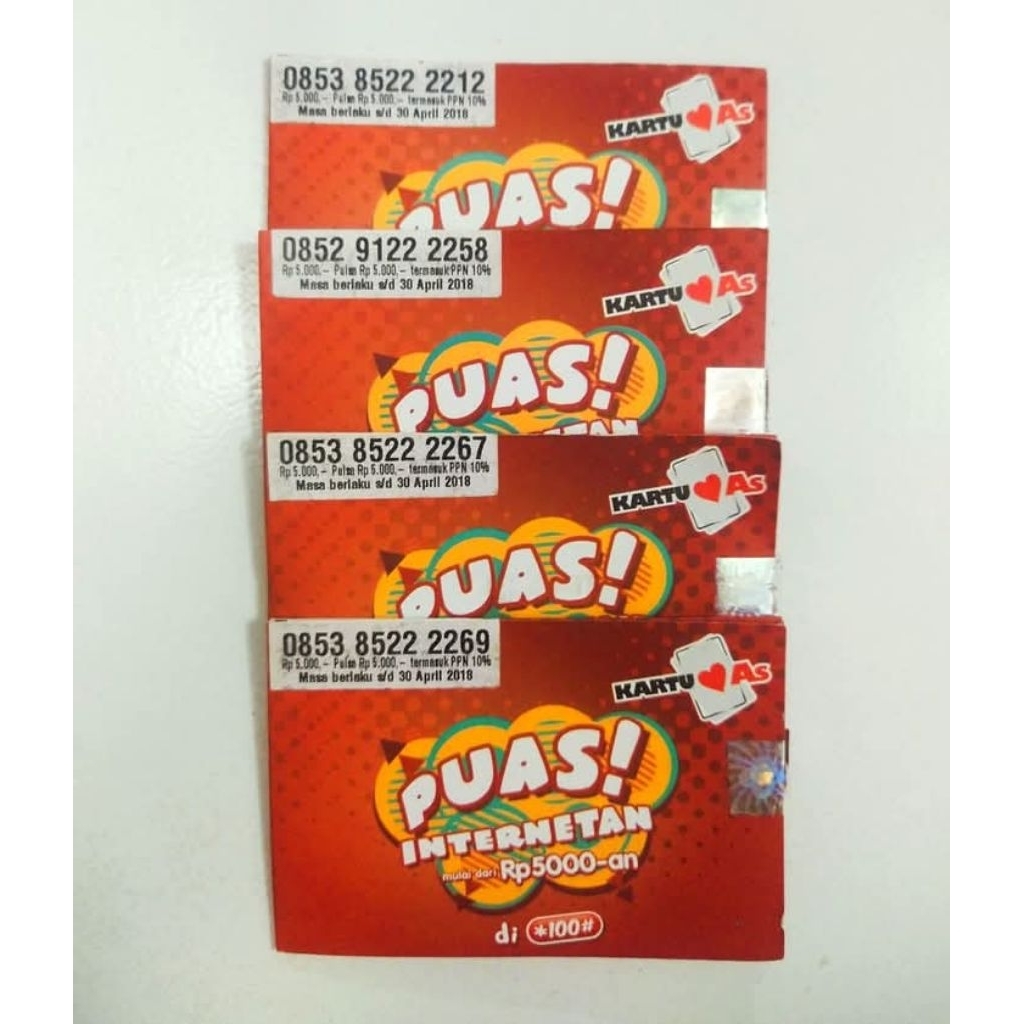 0853 8522 2212
Rp 5.000,- Pulsa Rp 5.000,- termasuk PPN 10%
Masa berlaku s/d 30 April 2018
KARTU As
PUAS!
0852 9122 2258
Rp 5.000,- Pulsa Rp 5.000,- termasuk PPN 10%
Masa berlaku s/d 30 April 2018
KARTU As
PUAS!
0853 8522 2267
Rp 5.000,- Pulsa Rp 5.000,- termasuk PPN 10%
Masa berlaku s/d 30 April 2018
KARTU As
PUAS!
0853 8522 2269
Rp 5.000,- Pulsa Rp 5.000,- termasuk PPN 10%
Masa berlaku s/d 30 April 2018
KARTU As
PUAS!
INTERNETAN
mulai dari Rp5000-an
di *100#